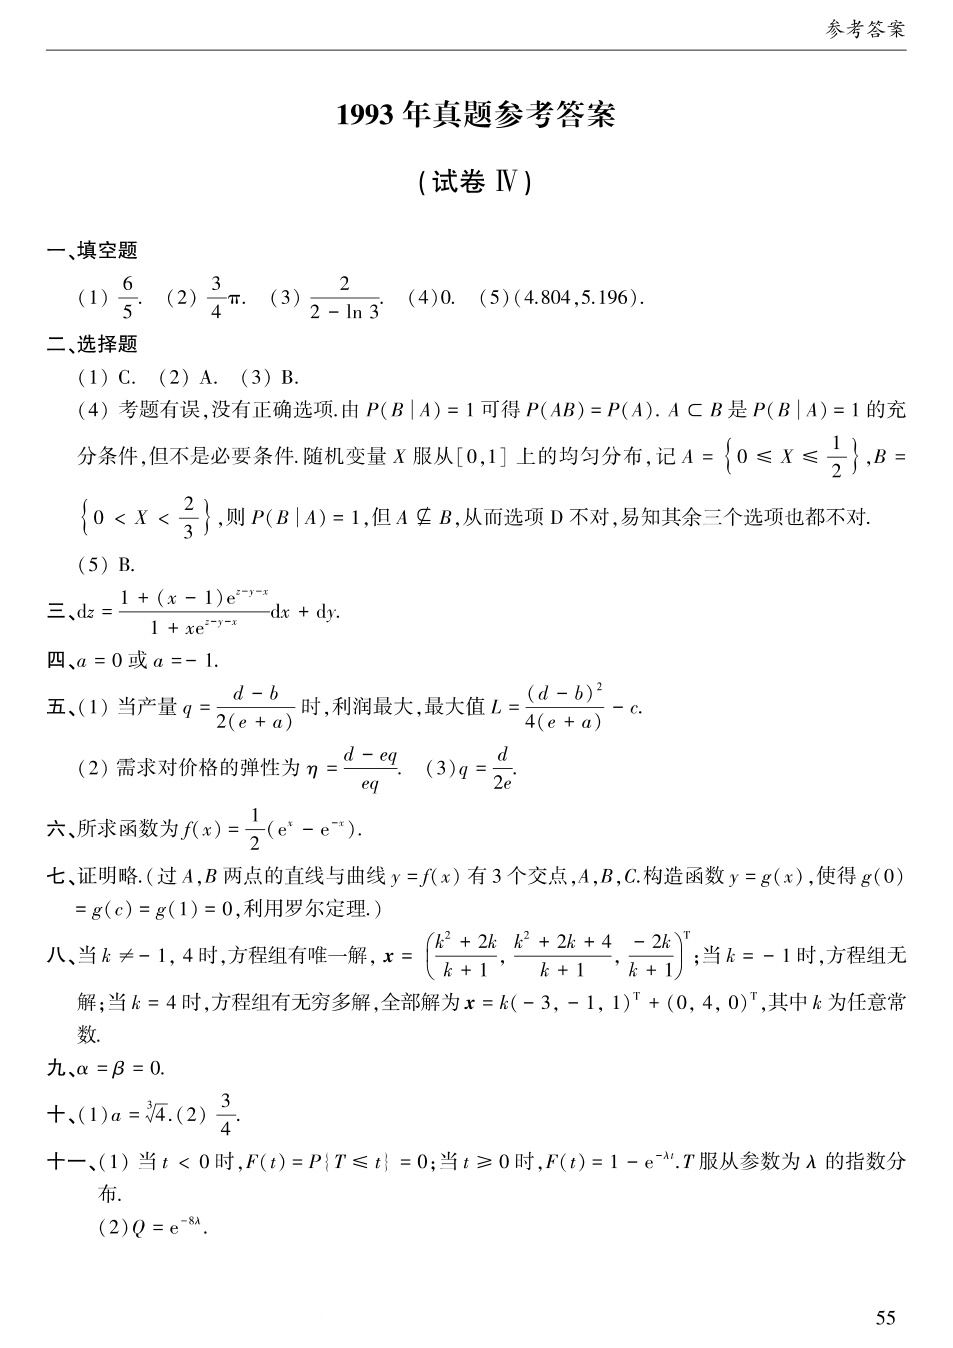 参考答案
1993 年真题参考答案
(试卷 Ⅳ)
一、填空题
(1) 6/5. (2) 3/4 π. (3) 2/(2 − ln 3). (4)0. (5)(4.804,5.196).
二、选择题
(1) C. (2) A. (3) B.
(4) 考题有误,没有正确选项.由 P(B|A)=1可得P(AB)=P(A). A⊂B是P(B|A)=1的充
分条件,但不是必要条件.随机变量 X 服从[0,1] 上的均匀分布,记 A = {0 ≤ X ≤ 1/2},B =
{0 < X < 2/3},则 P(B|A)=1,但 A ⊈ B,从而选项 D 不对,易知其余三个选项也都不对.
(5) B.
三、dz = (1 + (x − 1)e^(z−y−x))/(1 + xe^(z−y−x)) dx + dy.
四、a = 0 或 a =− 1.
五、(1) 当产量 q = (d − b)/(2(e + a)) 时,利润最大,最大值 L = (d − b)²/(4(e + a)) − c.
(2) 需求对价格的弹性为 η = (d − eq)/(eq). (3)q = d/(2e).
六、所求函数为 f(x) = 1/2 (e^x − e^(−x)).
七、证明略.(过 A,B 两点的直线与曲线 y =f(x) 有 3 个交点,A,B,C.构造函数 y = g(x),使得 g(0)
= g(c) = g(1) = 0,利用罗尔定理.)
八、当 k ≠− 1, 4 时,方程组有唯一解, x = ((k² + 2k)/(k + 1), (k² + 2k + 4)/(k + 1), (− 2k)/(k + 1))^T;当 k = − 1 时,方程组无
解;当 k = 4 时,方程组有无穷多解,全部解为 x = k(− 3, − 1, 1)^T + (0, 4, 0)^T,其中 k 为任意常
数.
九、α = β = 0.
十、(1)a = ∛4.(2) 3/4.
十一、(1) 当 t < 0 时,F(t) = P{T ≤ t} = 0;当 t ≥ 0 时,F(t) = 1 − e^(−λt).T 服从参数为 λ 的指数分
布.
(2)Q = e^(−8λ).
55